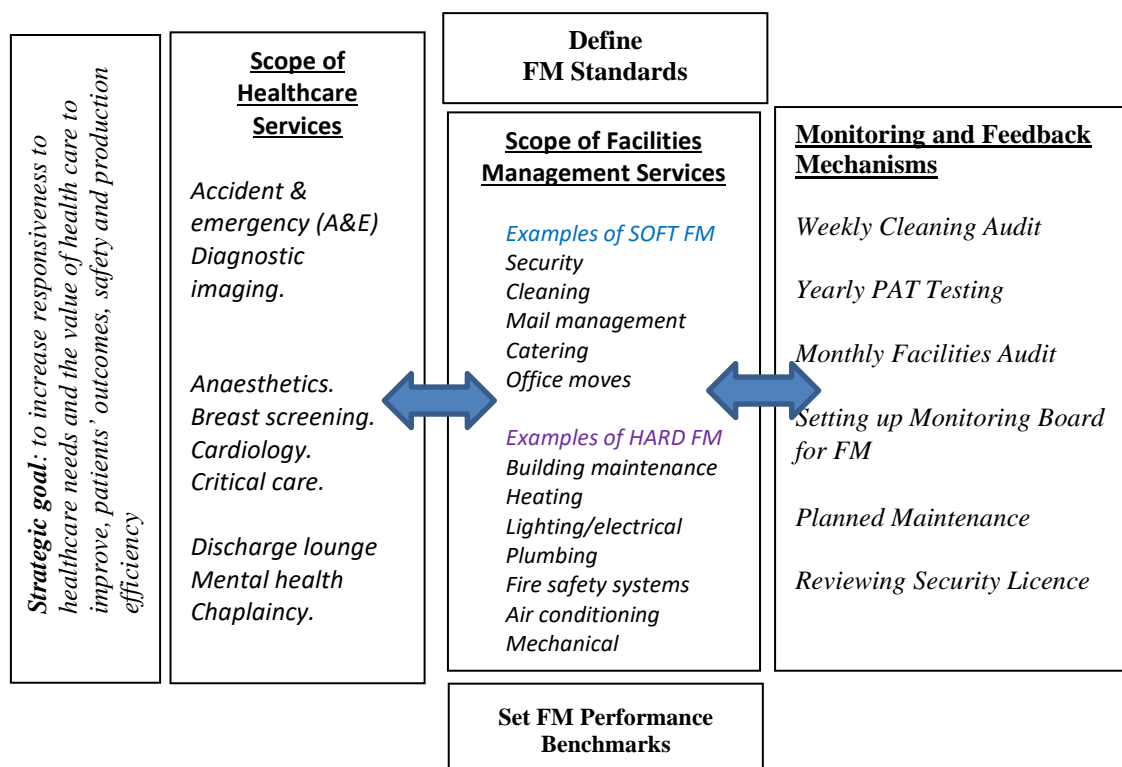 Strategic goal: to increase responsiveness to
healthcare needs and the value of health care to
improve, patients’ outcomes, safety and production
efficiency
Scope of
Healthcare
Services
Accident &
emergency (A&E)
Diagnostic
imaging.
Anaesthetics.
Breast screening.
Cardiology.
Critical care.
Discharge lounge
Mental health
Chaplaincy.
Define
FM Standards
Scope of Facilities
Management Services
Examples of SOFT FM
Security
Cleaning
Mail management
Catering
Office moves
Examples of HARD FM
Building maintenance
Heating
Lighting/electrical
Plumbing
Fire safety systems
Air conditioning
Mechanical
Set FM Performance
Benchmarks
Monitoring and Feedback
Mechanisms
Weekly Cleaning Audit
Yearly PAT Testing
Monthly Facilities Audit
Setting up Monitoring Board
for FM
Planned Maintenance
Reviewing Security Licence